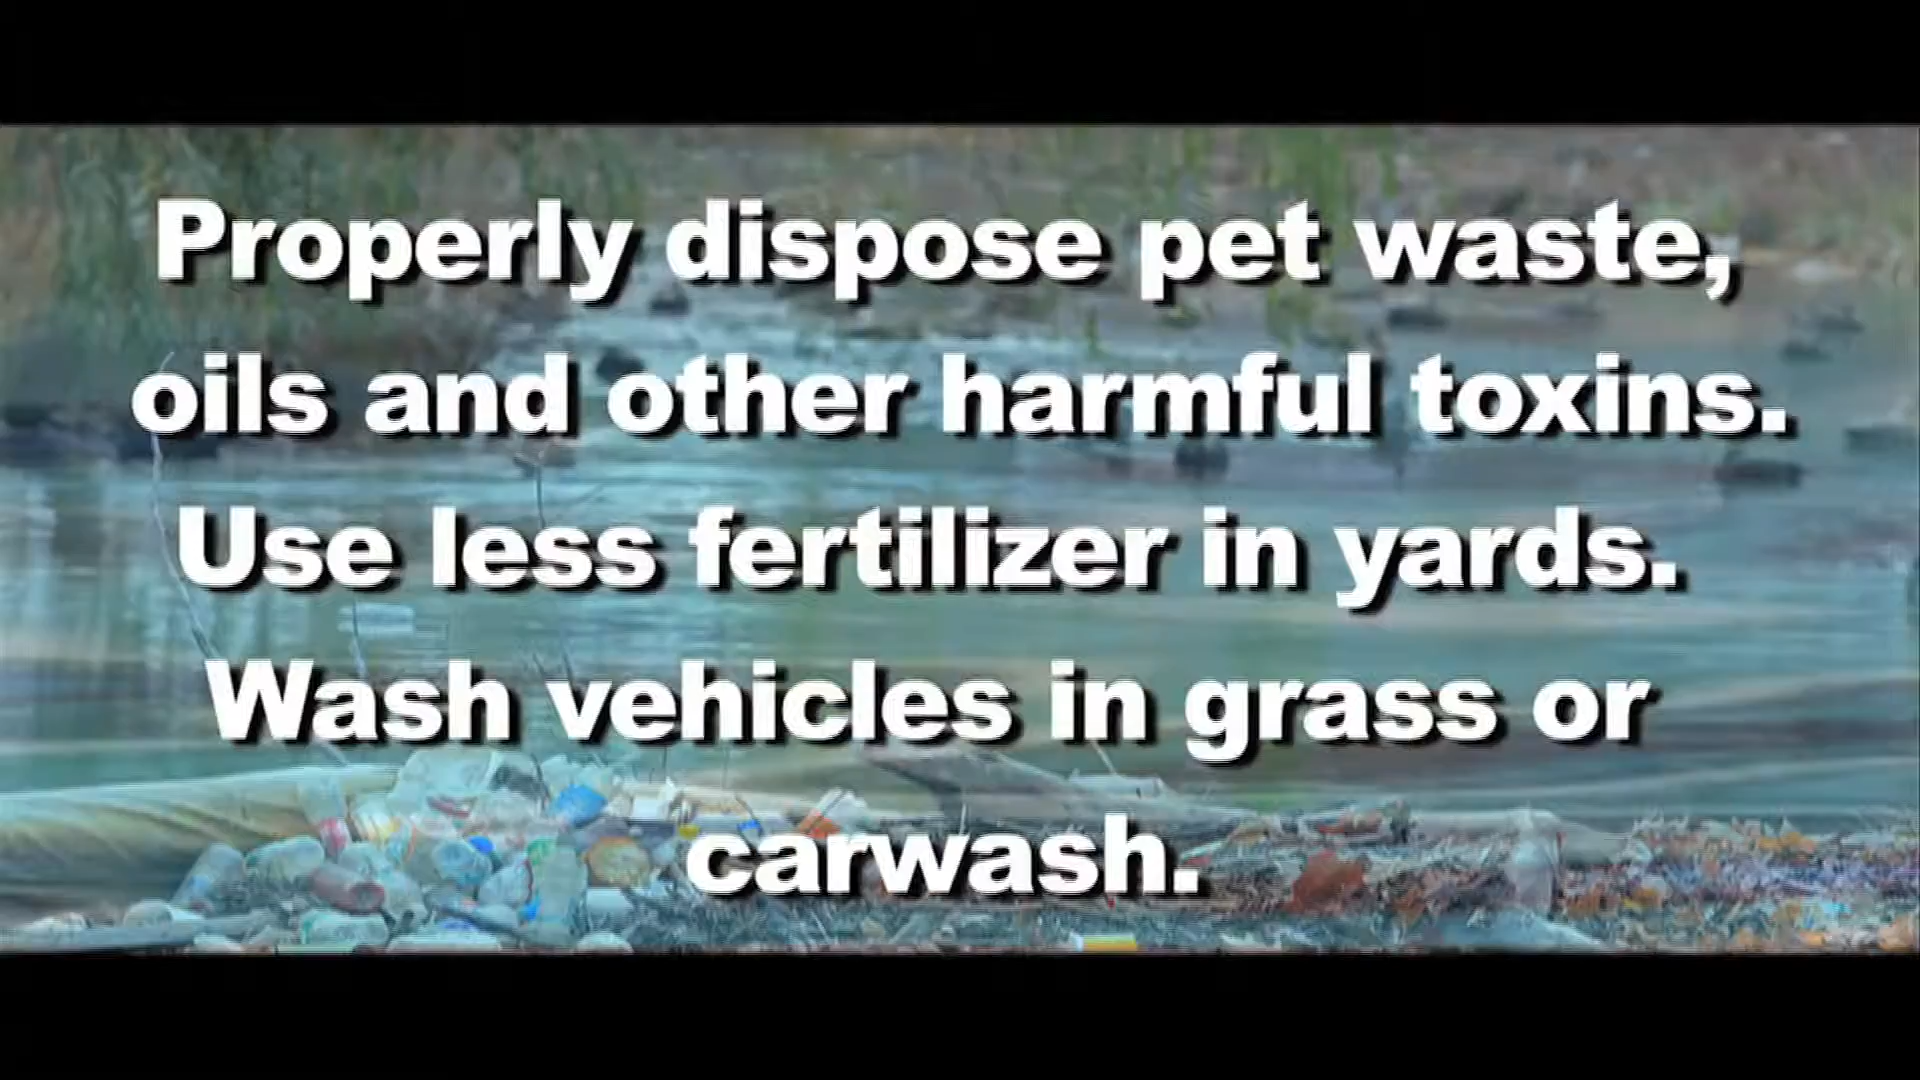 Properly dispose pet waste,
oils and other harmful toxins.
Use less fertilizer in yards.
Wash vehicles in grass or
carwash.